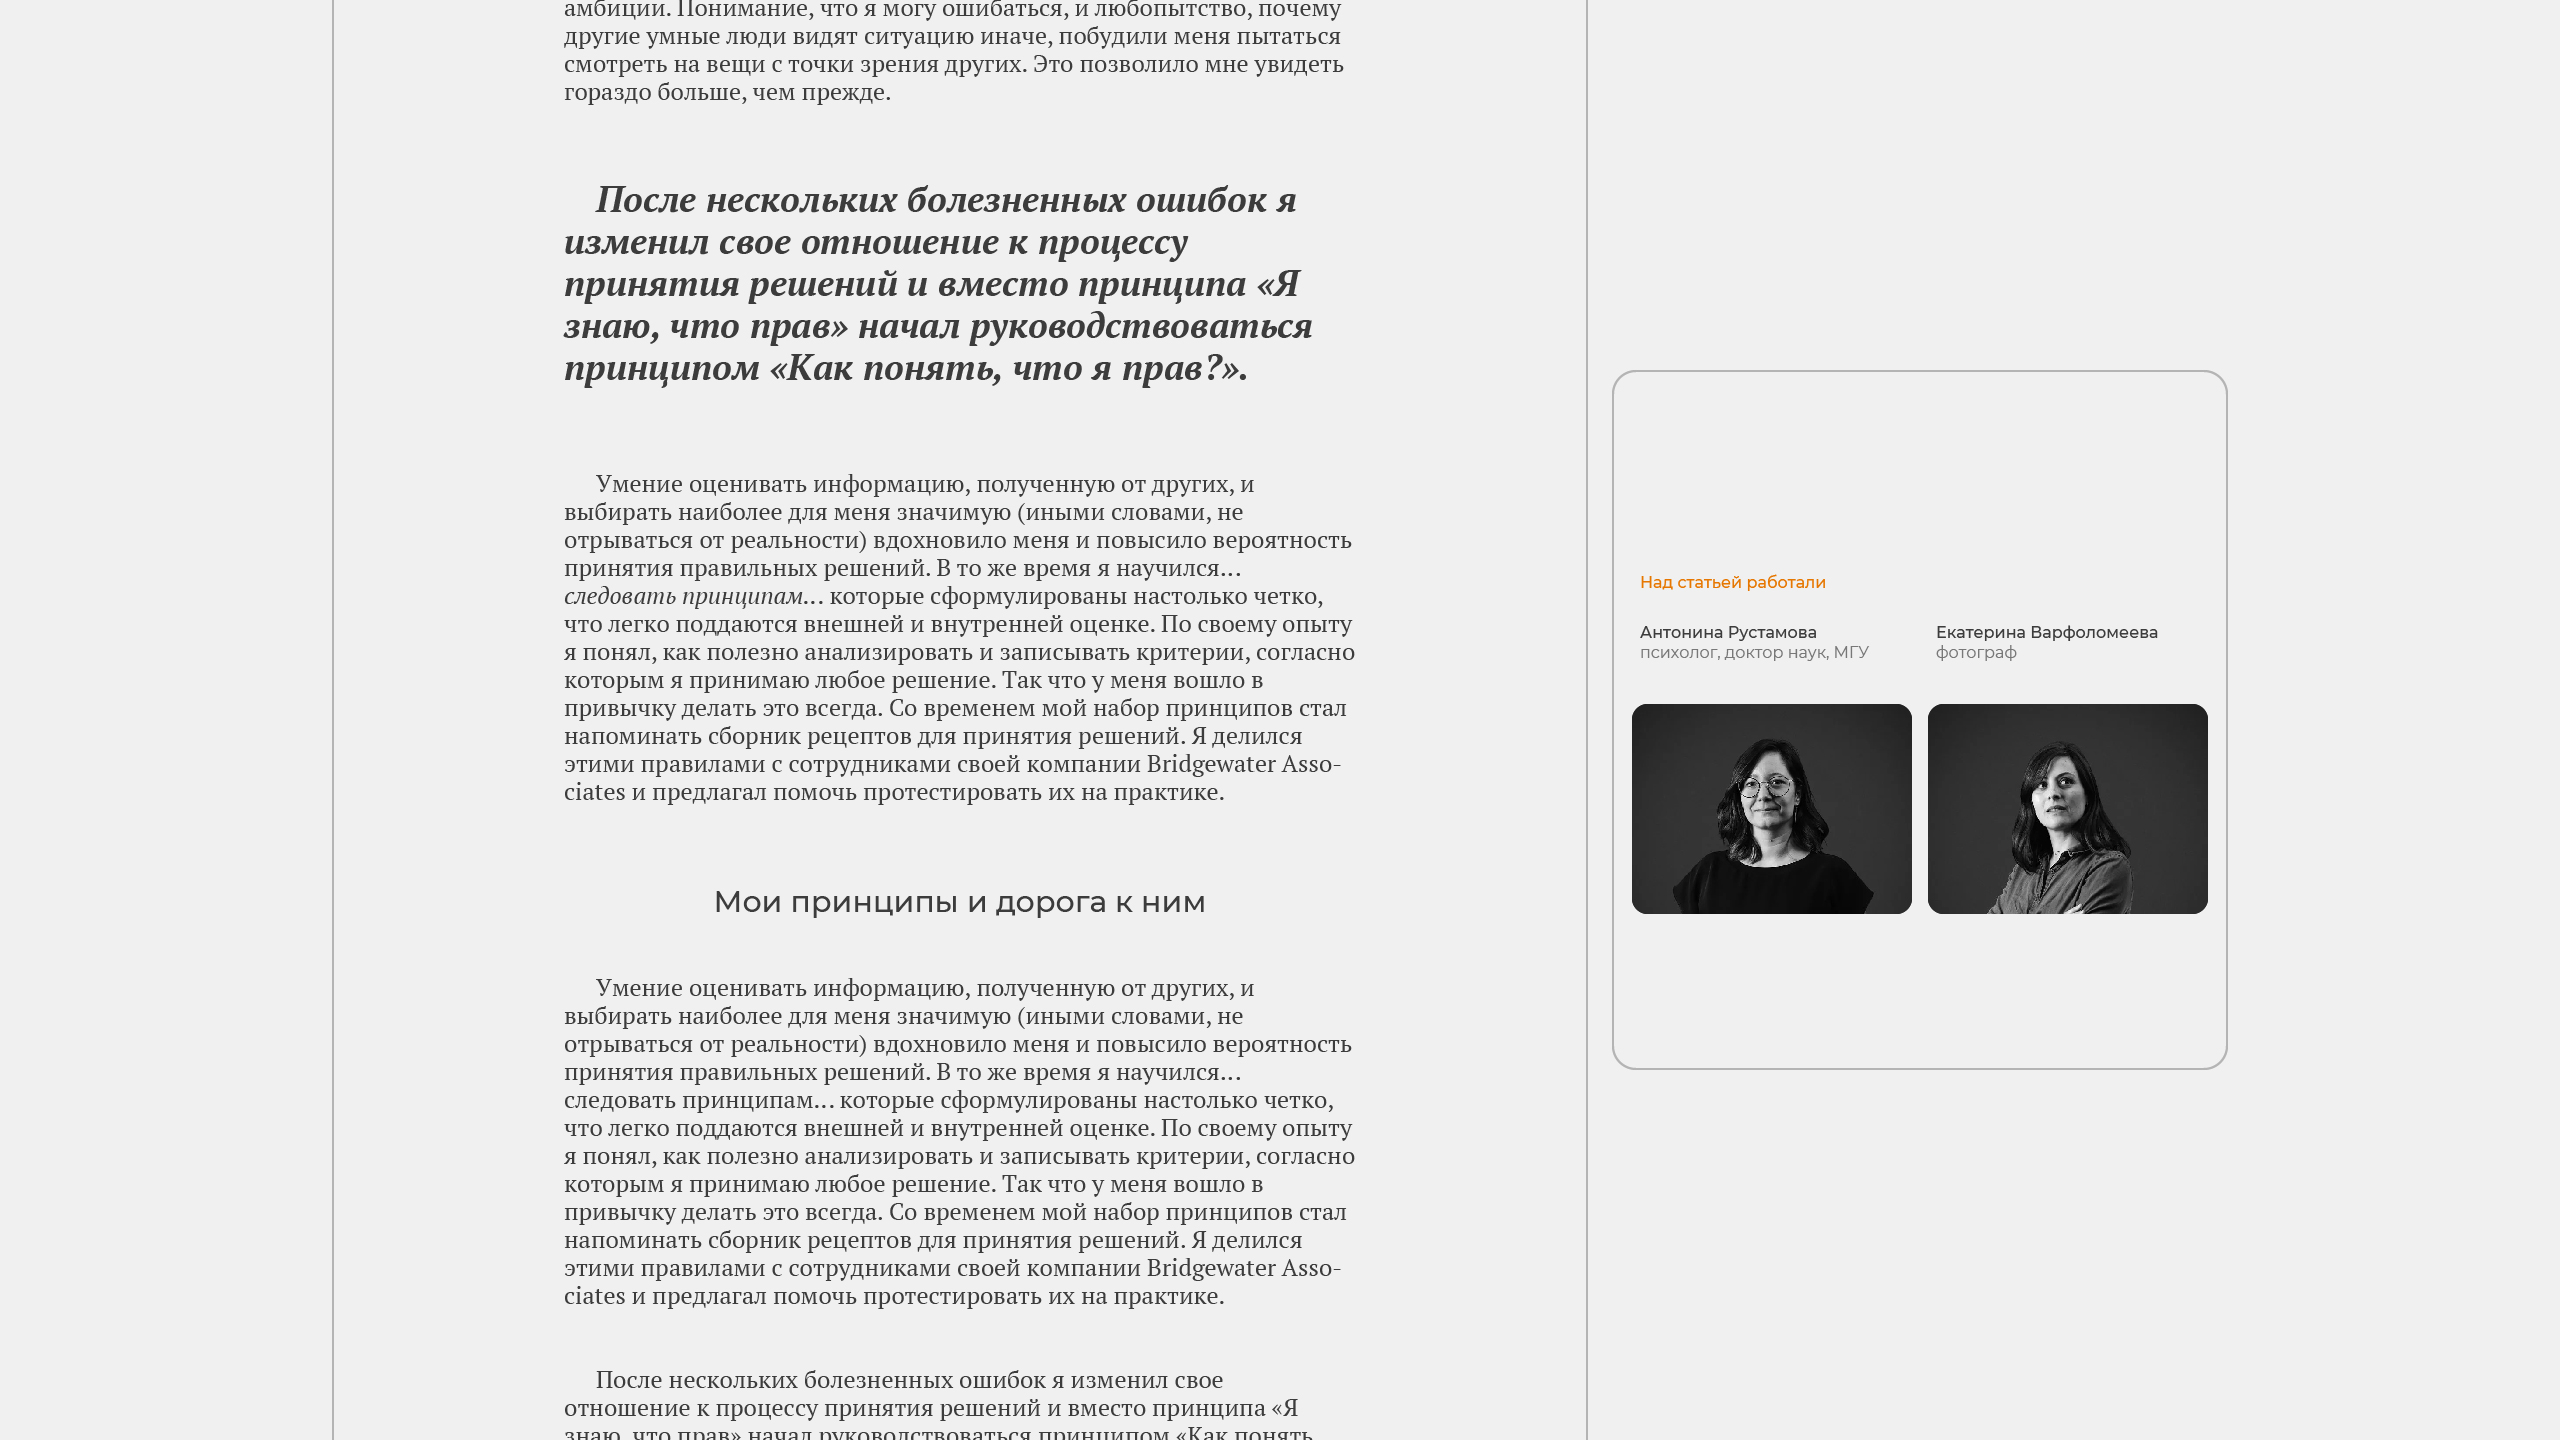 амбиции. Понимание, что я могу ошибаться, и любопытство, почему
другие умные люди видят ситуацию иначе, побудили меня пытаться
смотреть на вещи с точки зрения других. Это позволило мне увидеть
гораздо больше, чем прежде.
После нескольких болезненных ошибок я
изменил свое отношение к процессу
принятия решений и вместо принципа «Я
знаю, что прав» начал руководствоваться
принципом «Как понять, что я прав?».
Умение оценивать информацию, полученную от других, и
выбирать наиболее для меня значимую (иными словами, не
отрываться от реальности) вдохновило меня и повысило вероятность
принятия правильных решений. В то же время я научился…
следовать принципам… которые сформулированы настолько четко,
что легко поддаются внешней и внутренней оценке. По своему опыту
я понял, как полезно анализировать и записывать критерии, согласно
которым я принимаю любое решение. Так что у меня вошло в
привычку делать это всегда. Со временем мой набор принципов стал
напоминать сборник рецептов для принятия решений. Я делился
этими правилами с сотрудниками своей компании Bridgewater Asso-
ciates и предлагал помочь протестировать их на практике.
Мои принципы и дорога к ним
Умение оценивать информацию, полученную от других, и
выбирать наиболее для меня значимую (иными словами, не
отрываться от реальности) вдохновило меня и повысило вероятность
принятия правильных решений. В то же время я научился…
следовать принципам… которые сформулированы настолько четко,
что легко поддаются внешней и внутренней оценке. По своему опыту
я понял, как полезно анализировать и записывать критерии, согласно
которым я принимаю любое решение. Так что у меня вошло в
привычку делать это всегда. Со временем мой набор принципов стал
напоминать сборник рецептов для принятия решений. Я делился
этими правилами с сотрудниками своей компании Bridgewater Asso-
ciates и предлагал помочь протестировать их на практике.
После нескольких болезненных ошибок я изменил свое
отношение к процессу принятия решений и вместо принципа «Я
знаю, что прав» начал руководствоваться принципом «Как понять,
Над статьей работали
Антонина Рустамова
психолог, доктор наук, МГУ
Екатерина Варфоломеева
фотограф